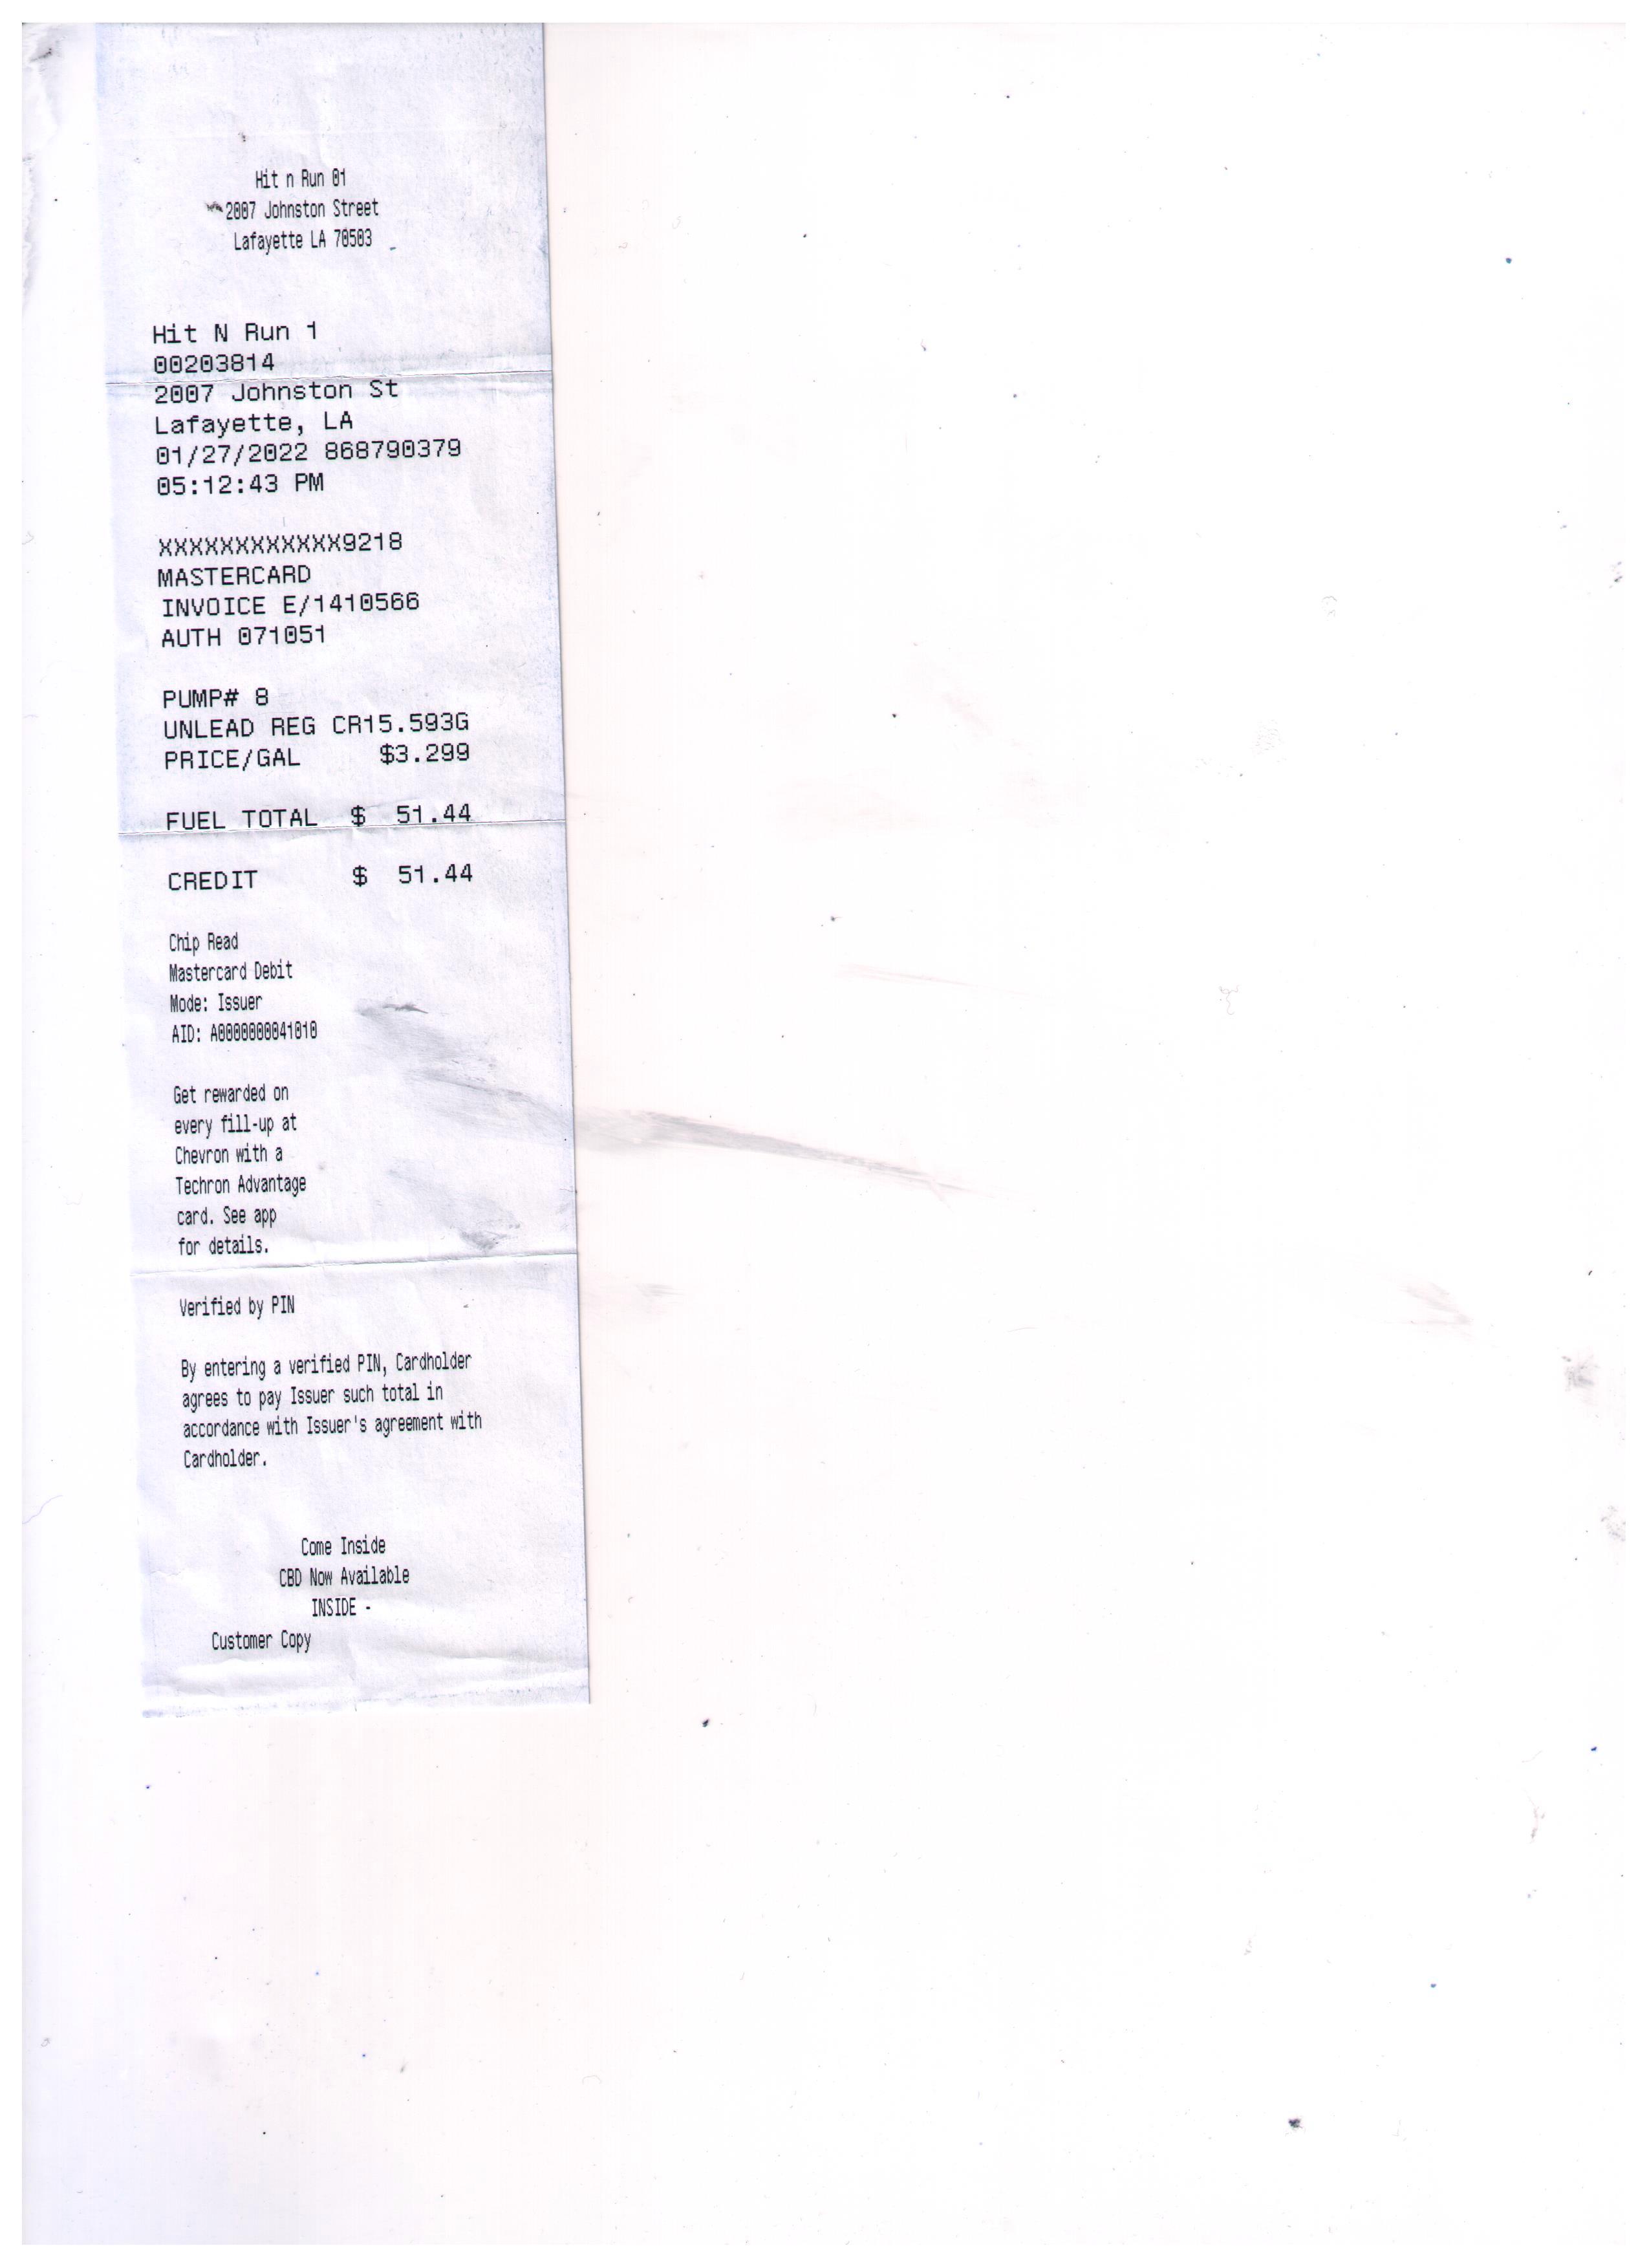 Hit n Run 01
2007 Johnston Street
Lafayette LA 70503
Hit N Run 1
00203814
2007 Johnston St
Lafayette, LA
01/27/2022 868790379
05:12:43 PM
XXXXXXXXXXXX9218
MASTERCARD
INVOICE E/1410566
AUTH 071051
PUMP# 8
UNLEAD REG CR15.593G
PRICE/GAL $3.299
FUEL TOTAL $ 51.44
CREDIT $ 51.44
Chip Read
Mastercard Debit
Mode: Issuer
AID: A0000000041010
Get rewarded on
every fill-up at
Chevron with a
Techron Advantage
card. See app
for details.
Verified by PIN
By entering a verified PIN, Cardholder
agrees to pay Issuer such total in
accordance with Issuer's agreement with
Cardholder.
Come Inside
CBD Now Available
INSIDE -
Customer Copy